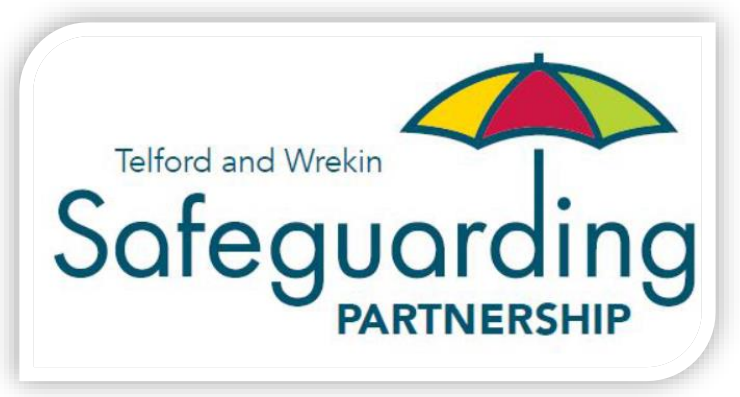 Telford and Wrekin
Safeguarding
PARTNERSHIP